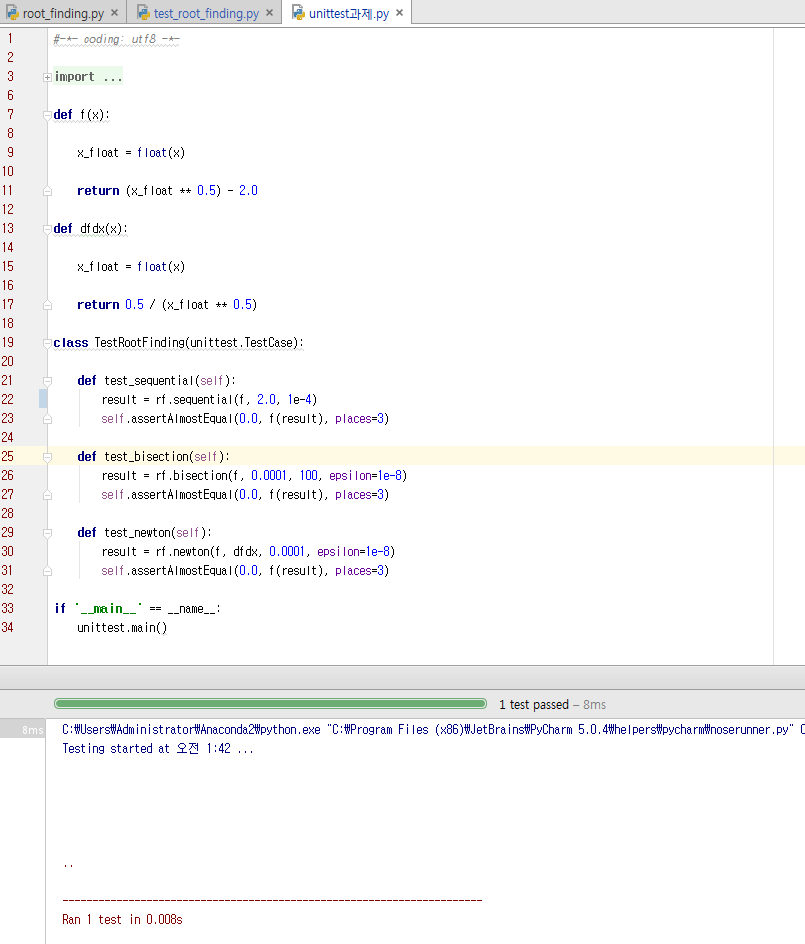 root_finding.py test_root_finding.py unittest과제.py
1 #-*- coding: utf8 -*-
2
3 import ...
6
7 def f(x):
8
9 x_float = float(x)
10
11 return (x_float ** 0.5) - 2.0
12
13 def dfdx(x):
14
15 x_float = float(x)
16
17 return 0.5 / (x_float ** 0.5)
18
19 class TestRootFinding(unittest.TestCase):
20
21 def test_sequential(self):
22 result = rf.sequential(f, 2.0, 1e-4)
23 self.assertAlmostEqual(0.0, f(result), places=3)
24
25 def test_bisection(self):
26 result = rf.bisection(f, 0.0001, 100, epsilon=1e-8)
27 self.assertAlmostEqual(0.0, f(result), places=3)
28
29 def test_newton(self):
30 result = rf.newton(f, dfdx, 0.0001, epsilon=1e-8)
31 self.assertAlmostEqual(0.0, f(result), places=3)
32
33 if '__main__' == __name__:
34 unittest.main()
1 test passed – 8ms
8ms C:₩Users₩Administrator₩Anaconda2₩python.exe "C:₩Program Files (x86)₩JetBrains₩PyCharm 5.0.4₩helpers₩pycharm₩noserunner.py" C
Testing started at 오전 1:42 ...
..
----------------------------------------------------------------------
Ran 1 test in 0.008s